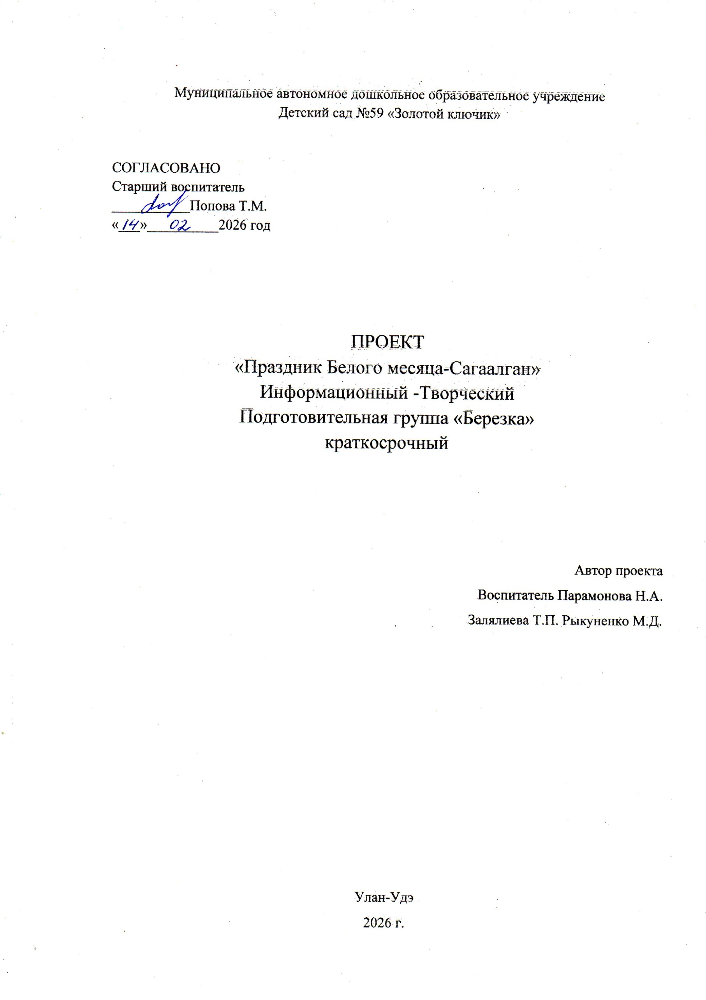 Муниципальное автономное дошкольное образовательное учреждение
Детский сад №59 «Золотой ключик»
СОГЛАСОВАНО
Старший воспитатель
____________Попова Т.М.
«14» 02 2026 год
ПРОЕКТ
«Праздник Белого месяца-Сагаалган»
Информационный -Творческий
Подготовительная группа «Березка»
краткосрочный
Автор проекта
Воспитатель Парамонова Н.А.
Залялиева Т.П. Рыкуненко М.Д.
Улан-Удэ
2026 г.